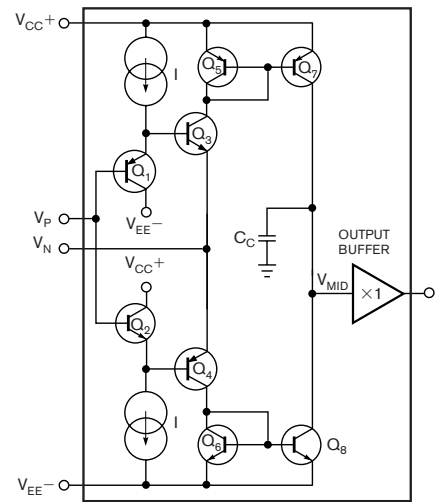 VCC+
I
Q5
Q7
Q3
Q1
VEE−
VP
VN
CC
OUTPUT
BUFFER
VCC+
VMID
×1
Q2
Q4
I
Q6
Q8
VEE−